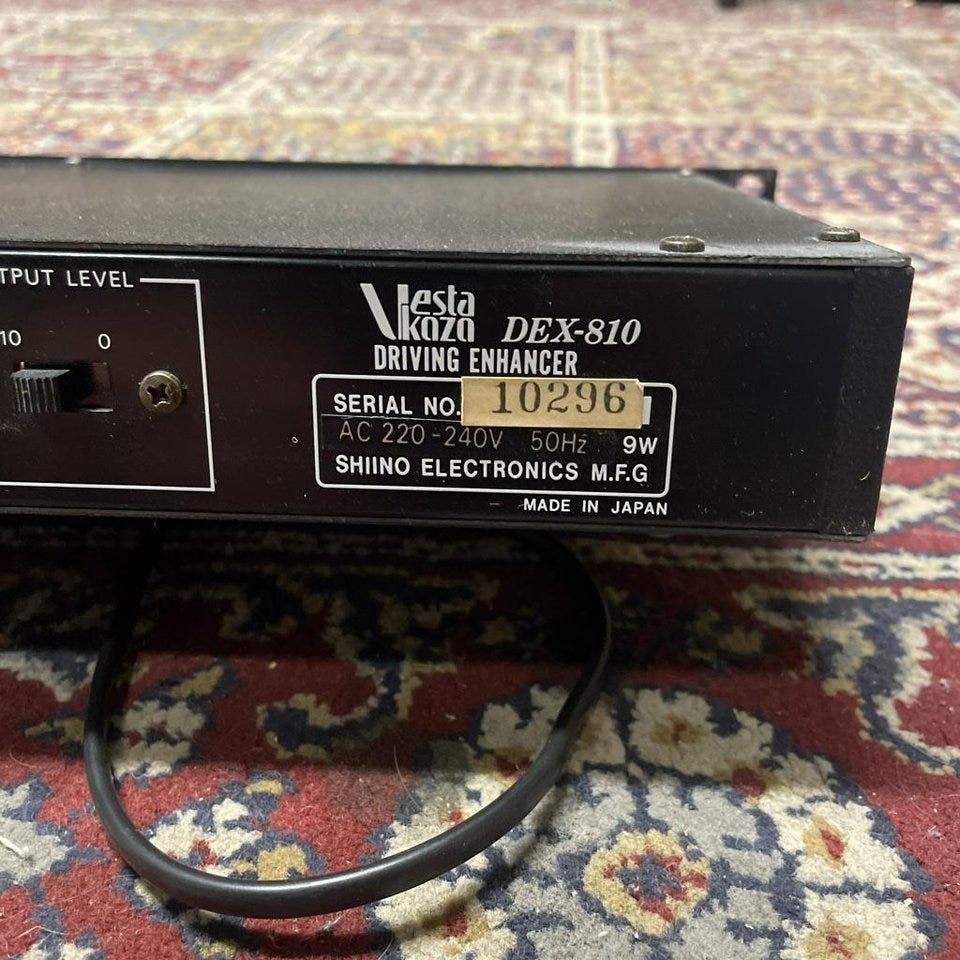 TPUT LEVEL
10 0
Vesta
kaza DEX-810
DRIVING ENHANCER
SERIAL NO. 10296
AC 220-240V 50Hz 9W
SHIINO ELECTRONICS M.F.G
MADE IN JAPAN